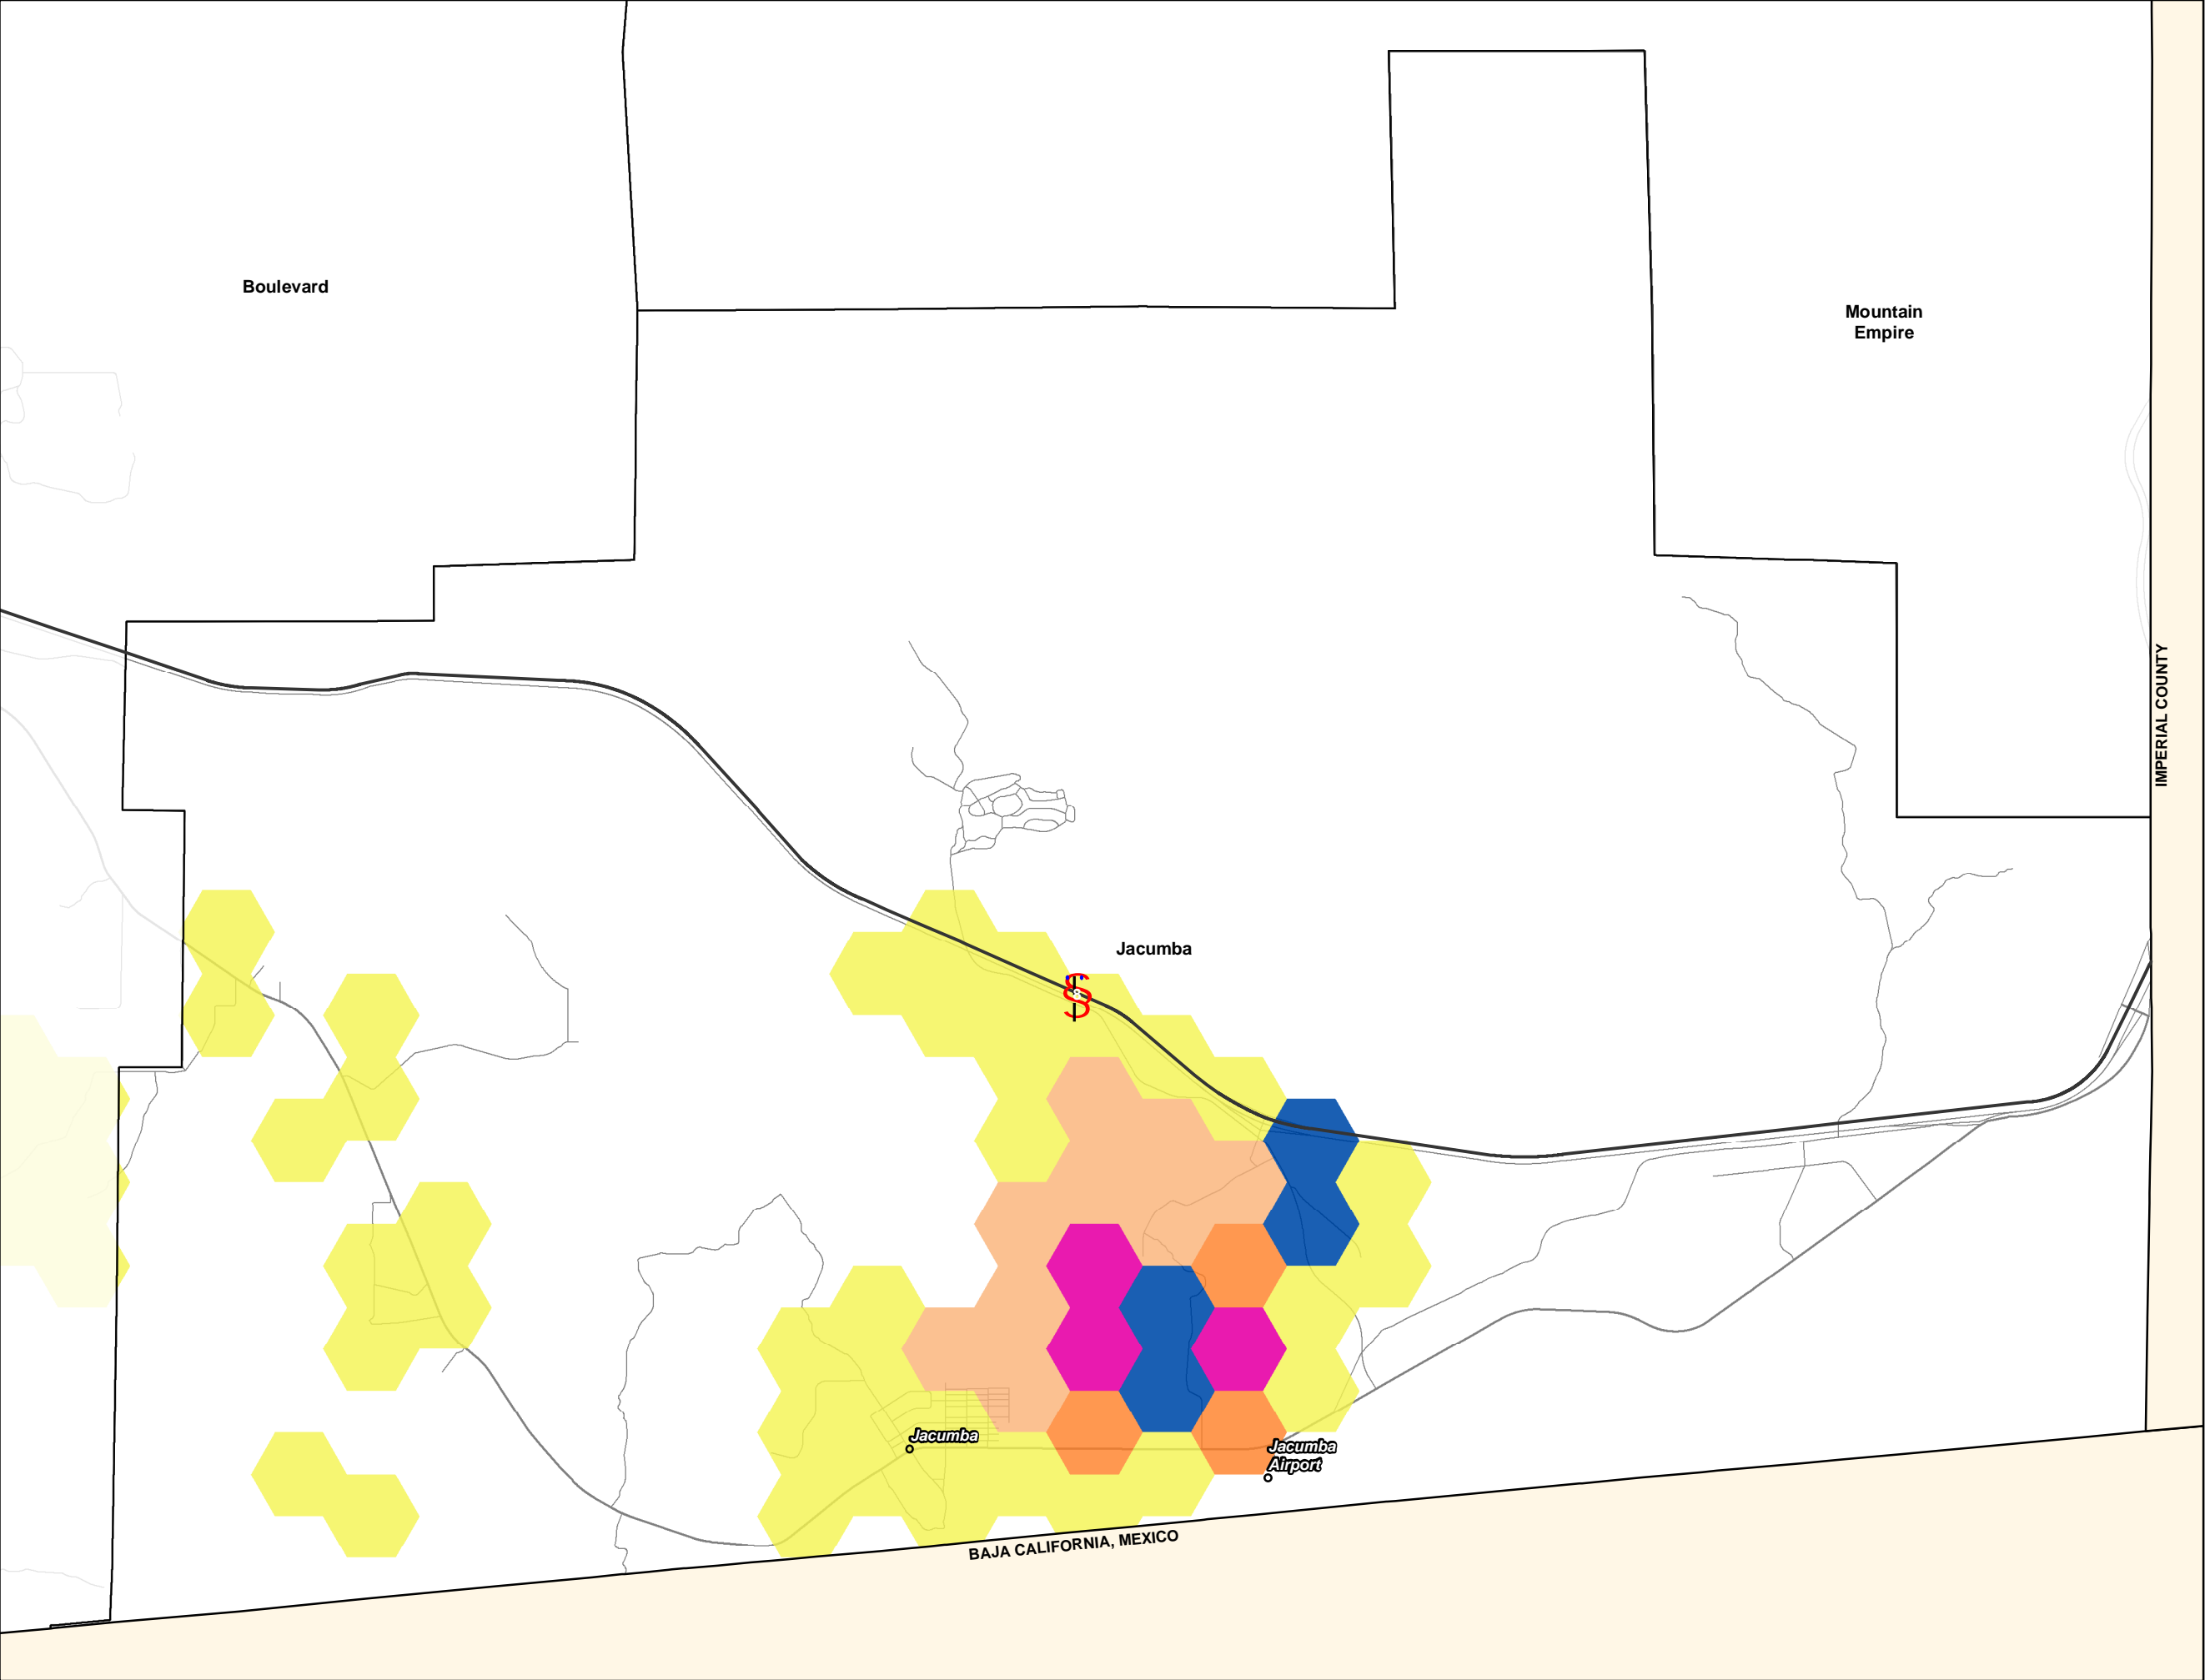 Boulevard
Mountain
Empire
IMPERIAL COUNTY
Jacumba
Jacumba
Jacumba
Airport
BAJA CALIFORNIA, MEXICO